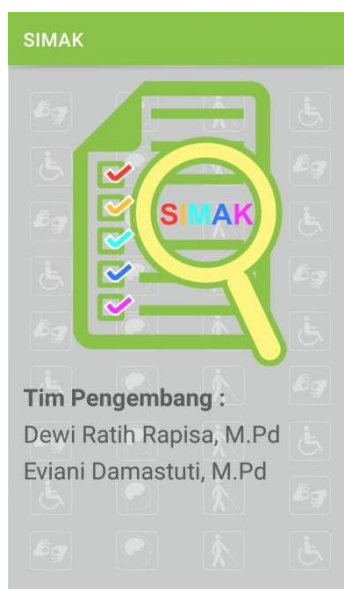 SIMAK
SIMAK
Tim Pengembang :
Dewi Ratih Rapisa, M.Pd
Eviani Damastuti, M.Pd